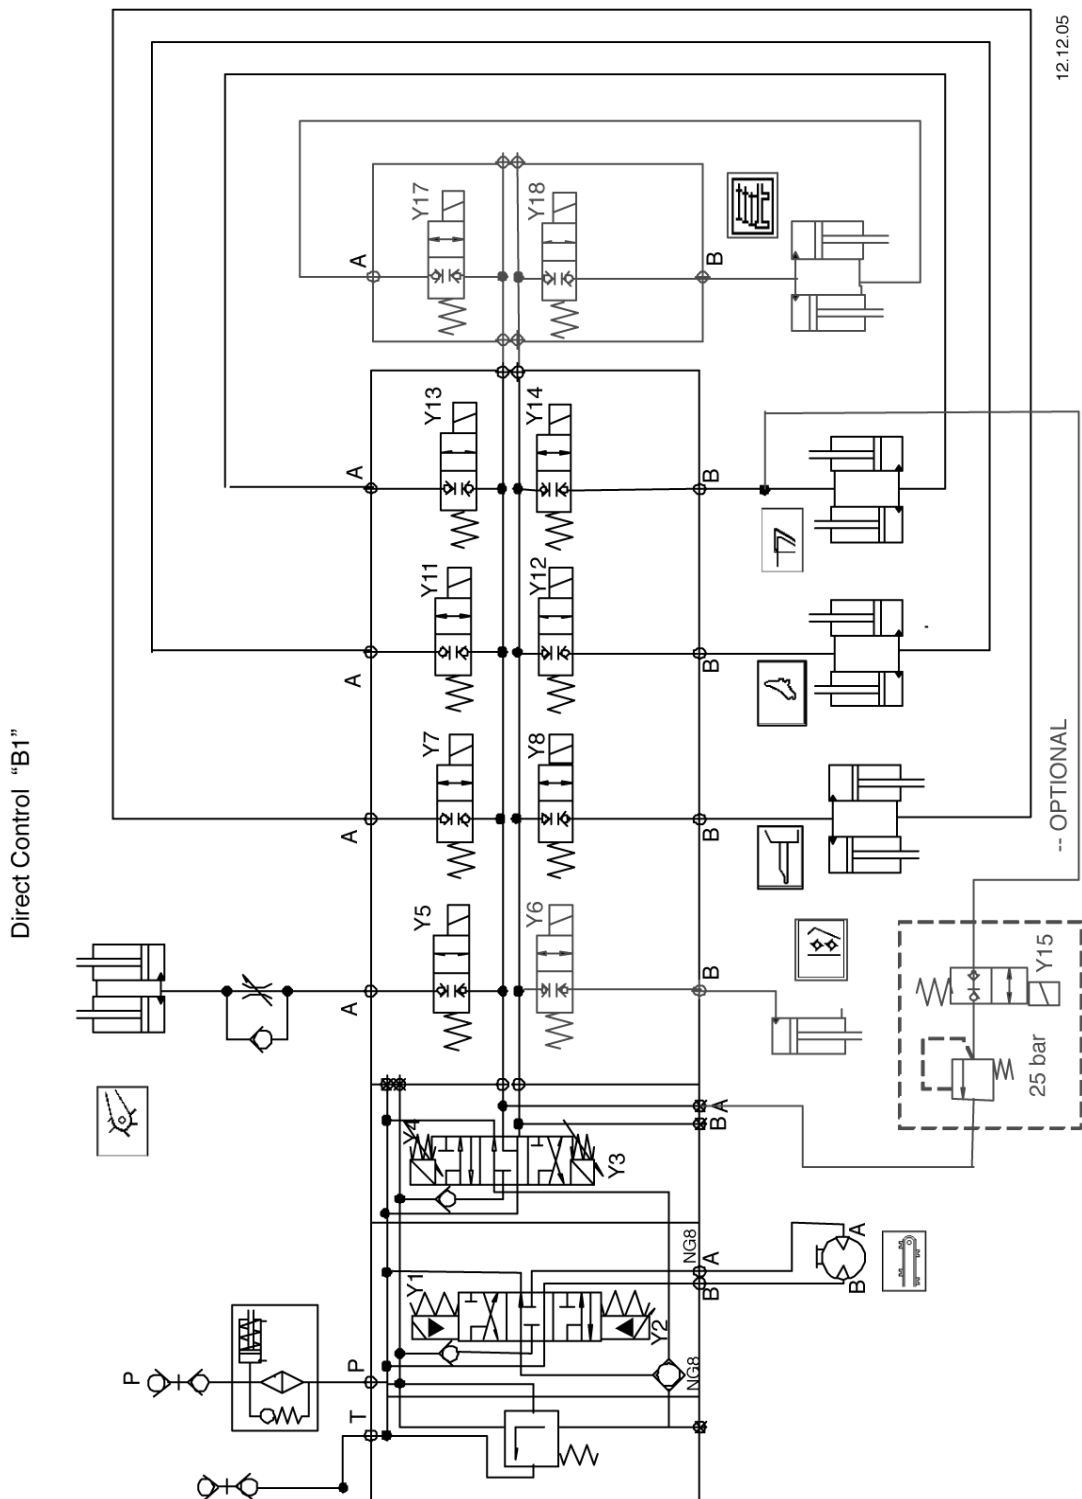 Direct Control "B1"
12.12.05
Y17
Y18
A
B
Y13
Y14
A
B
Y11
Y12
A
B
Y7
Y8
A
B
Y5
Y6
A
B
-- OPTIONAL
Y15
25 bar
Y4
Y3
A
B
NG8
A
B
Y1
Y2
NG8
A
B
P
P
T